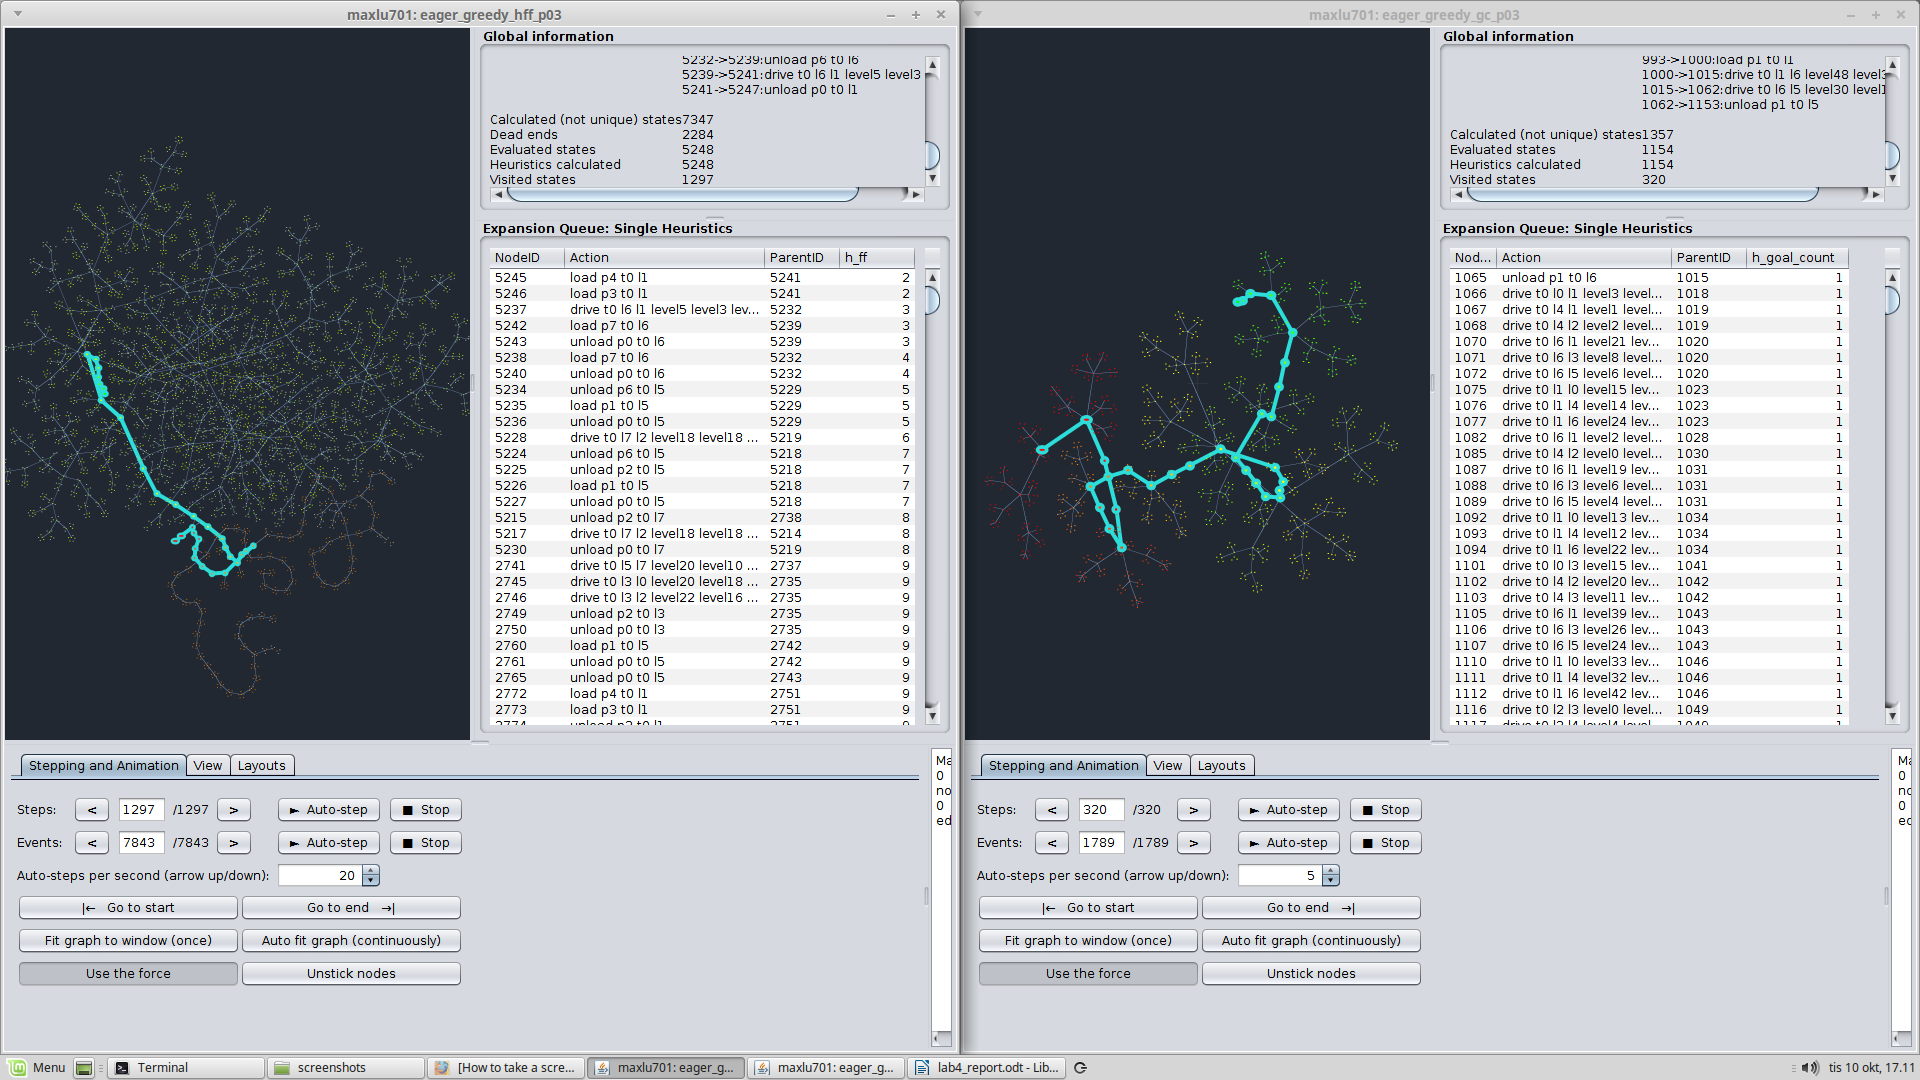 maxlu701: eager_greedy_hff_p03
Global information
5232->5239:unload p6 t0 l6
5239->5241:drive t0 l6 l1 level5 level3
5241->5247:unload p0 t0 l1
Calculated (not unique) states7347
Dead ends 2284
Evaluated states 5248
Heuristics calculated 5248
Visited states 1297
Expansion Queue: Single Heuristics
NodeID Action ParentID h_ff
5245 load p4 t0 l1 5241 2
5246 load p3 t0 l1 5241 2
5237 drive t0 l6 l1 level5 level3 lev... 5232 3
5242 load p7 t0 l6 5239 3
5243 unload p0 t0 l6 5239 3
5238 load p7 t0 l6 5232 4
5240 unload p0 t0 l6 5232 4
5234 unload p6 t0 l5 5229 5
5235 load p1 t0 l5 5229 5
5236 unload p0 t0 l5 5229 5
5228 drive t0 l7 l2 level18 level18 ... 5219 6
5224 unload p6 t0 l5 5218 7
5225 unload p2 t0 l5 5218 7
5226 load p1 t0 l5 5218 7
5227 unload p0 t0 l5 5218 7
5215 unload p2 t0 l7 2738 8
5217 drive t0 l7 l2 level18 level18 ... 5214 8
5230 unload p0 t0 l7 5219 8
2741 drive t0 l5 l7 level20 level10 ... 2737 9
2745 drive t0 l3 l0 level20 level18 ... 2735 9
2746 drive t0 l3 l2 level22 level16 ... 2735 9
2749 unload p2 t0 l3 2735 9
2750 unload p0 t0 l3 2735 9
2760 load p1 t0 l5 2742 9
2761 unload p0 t0 l5 2742 9
2765 unload p0 t0 l5 2743 9
2772 load p4 t0 l1 2751 9
2773 load p3 t0 l1 2751 9
2774 unload p2 t0 l1 2751 9
Stepping and Animation View Layouts
Steps: < 1297 /1297 > ► Auto-step ■ Stop
Events: < 7843 /7843 > ► Auto-step ■ Stop
Auto-steps per second (arrow up/down): 20
|← Go to start Go to end →|
Fit graph to window (once) Auto fit graph (continuously)
Use the force Unstick nodes
Ma
0
no
0
ed
maxlu701: eager_greedy_gc_p03
Global information
993->1000:load p1 t0 l1
1000->1015:drive t0 l1 l6 level48 level3
1015->1062:drive t0 l6 l5 level30 level1
1062->1153:unload p1 t0 l5
Calculated (not unique) states1357
Evaluated states 1154
Heuristics calculated 1154
Visited states 320
Expansion Queue: Single Heuristics
Nod... Action ParentID h_goal_count
1065 unload p1 t0 l6 1015 1
1066 drive t0 l0 l1 level3 level... 1018 1
1067 drive t0 l4 l1 level1 level... 1019 1
1068 drive t0 l4 l2 level2 level... 1019 1
1070 drive t0 l6 l1 level21 lev... 1020 1
1071 drive t0 l6 l3 level8 leve... 1020 1
1072 drive t0 l6 l5 level6 leve... 1020 1
1075 drive t0 l1 l0 level15 lev... 1023 1
1076 drive t0 l1 l4 level14 lev... 1023 1
1077 drive t0 l1 l6 level24 lev... 1023 1
1082 drive t0 l6 l1 level2 leve... 1028 1
1085 drive t0 l4 l2 level0 leve... 1030 1
1087 drive t0 l6 l1 level19 lev... 1031 1
1088 drive t0 l6 l3 level6 leve... 1031 1
1089 drive t0 l6 l5 level4 leve... 1031 1
1092 drive t0 l1 l0 level13 lev... 1034 1
1093 drive t0 l1 l4 level12 lev... 1034 1
1094 drive t0 l1 l6 level22 lev... 1034 1
1101 drive t0 l0 l3 level15 lev... 1041 1
1102 drive t0 l4 l2 level20 lev... 1042 1
1103 drive t0 l4 l3 level11 lev... 1042 1
1105 drive t0 l6 l1 level39 lev... 1043 1
1106 drive t0 l6 l3 level26 lev... 1043 1
1107 drive t0 l6 l5 level24 lev... 1043 1
1110 drive t0 l1 l0 level33 lev... 1046 1
1111 drive t0 l1 l4 level32 lev... 1046 1
1112 drive t0 l1 l6 level42 lev... 1046 1
1116 drive t0 l2 l3 level0 level... 1049 1
1117 drive t0 l2 l4 level4 level... 1049 1
Stepping and Animation View Layouts
Steps: < 320 /320 > ► Auto-step ■ Stop
Events: < 1789 /1789 > ► Auto-step ■ Stop
Auto-steps per second (arrow up/down): 5
|← Go to start Go to end →|
Fit graph to window (once) Auto fit graph (continuously)
Use the force Unstick nodes
Ma
0
no
0
ed
Menu Terminal screenshots [How to take a scre... maxlu701: eager_g... maxlu701: eager_g... lab4_report.odt - Lib... tis 10 okt, 17.11